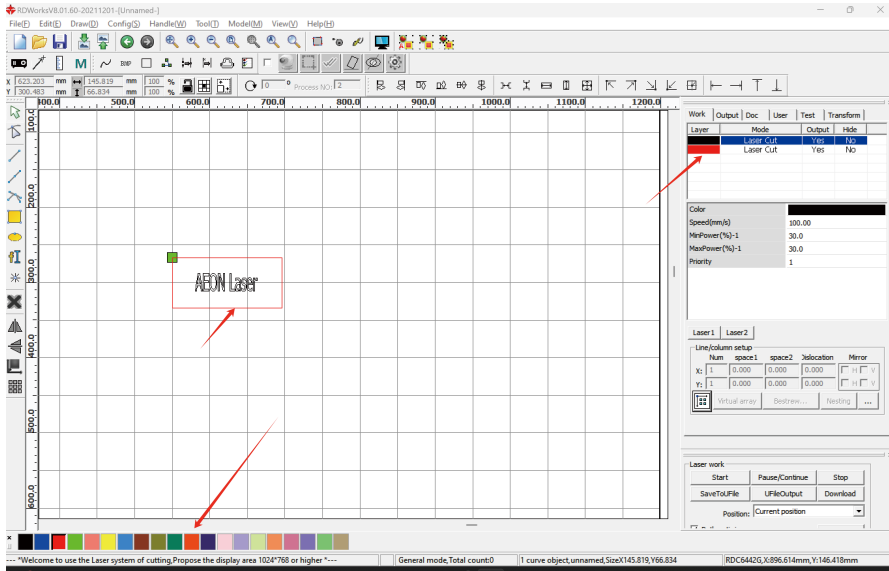 RDWorksV8.01.60-20211201-[Unnamed-]
File(F) Edit(E) Draw(D) Config(S) Handle(W) Tool(T) Model(M) View(V) Help(H)
M BMP
X 623.203 mm 145.819 mm 100 %
Y 300.483 mm 66.834 mm 100 %
0 ° Process NO: 2
400.0 500.0 600.0 700.0 800.0 900.0 1000.0 1100.0 1200.0
100.0
200.0
300.0
400.0
500.0
600.0
AEON Laser
Work Output Doc User Test Transform
Layer Mode Output Hide
Laser Cut Yes No
Laser Cut Yes No
Color
Speed(mm/s) 100.00
MinPower(%)-1 30.0
MaxPower(%)-1 30.0
Priority 1
Laser1 Laser2
Line/column setup
Num space1 space2 Dislocation Mirror
X: 1 0.000 0.000 0.000 H V
Y: 1 0.000 0.000 0.000 H V
Virtual array Bestrew... Nesting ...
Laser work
Start Pause/Continue Stop
SaveToUFile UFileOutput Download
Position: Current position
--- *Welcome to use the Laser system of cutting,Propose the display area 1024*768 or higher *---
General mode,Total count:0
1 curve object,unnamed,SizeX145.819,Y66.834
RDC6442G,X:896.614mm,Y:146.418mm